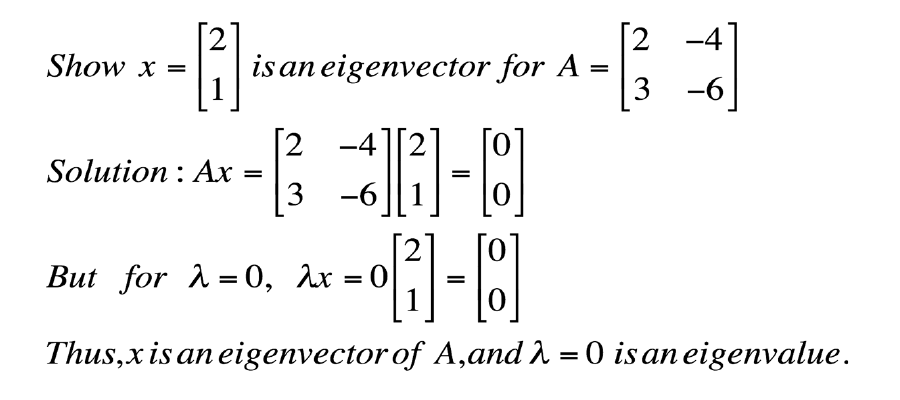 Show x = [2 1] is an eigenvector for A = [2 −4 3 −6]
Solution : Ax = [2 −4 3 −6][2 1] = [0 0]
But for λ = 0, λx = 0[2 1] = [0 0]
Thus, x is an eigenvector of A, and λ = 0 is an eigenvalue.